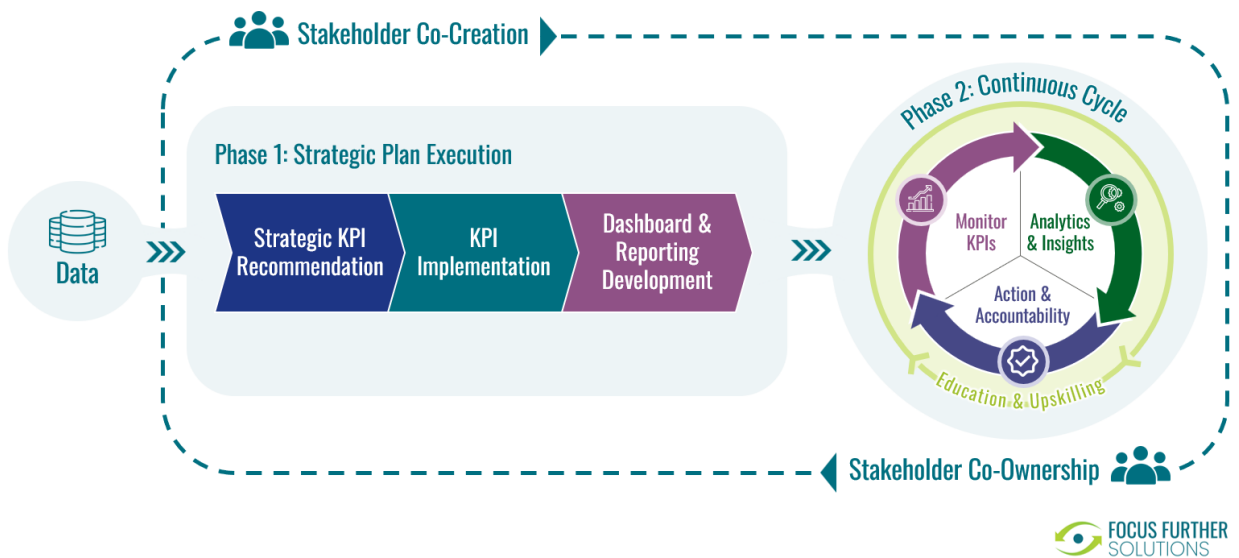 Stakeholder Co-Creation
Phase 1: Strategic Plan Execution
Data
Strategic KPI
Recommendation
KPI
Implementation
Dashboard &
Reporting
Development
Phase 2: Continuous Cycle
Monitor
KPIs
Analytics
& Insights
Action &
Accountability
Education & Upskilling
Stakeholder Co-Ownership
FOCUS FURTHER
SOLUTIONS